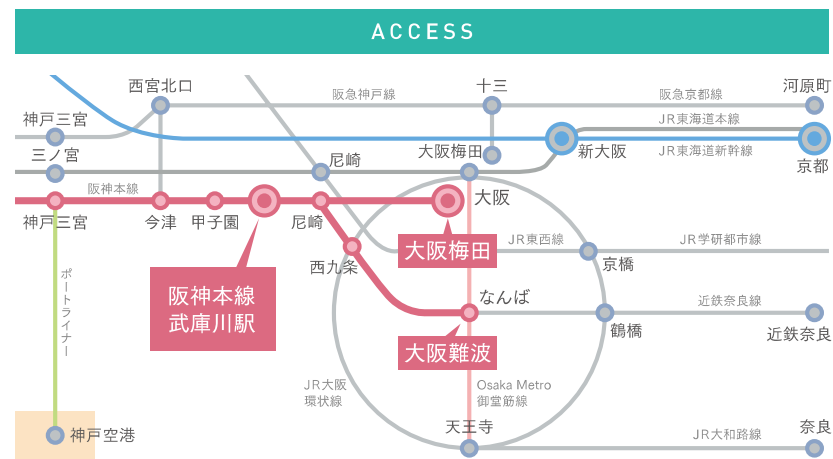 ACCESS
西宮北口
阪急神戸線
十三
阪急京都線
河原町
神戸三宮
JR東海道本線
三ノ宮
尼崎
大阪梅田
新大阪
JR東海道新幹線
京都
阪神本線
大阪
神戸三宮
今津
甲子園
尼崎
大阪梅田
JR東西線
JR学研都市線
西九条
京橋
ポートライナー
阪神本線
武庫川駅
なんば
近鉄奈良線
鶴橋
近鉄奈良
大阪難波
JR大阪
環状線
Osaka Metro
御堂筋線
天王寺
神戸空港
JR大和路線
奈良